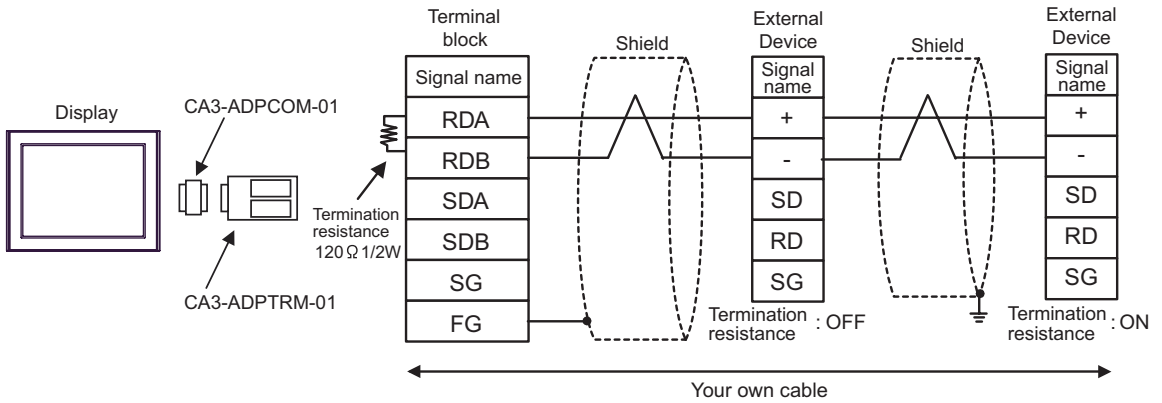 Display
CA3-ADPCOM-01
CA3-ADPTRM-01
Termination
resistance
120Ω1/2W
Terminal
block
Signal name
RDA
RDB
SDA
SDB
SG
FG
Shield
External
Device
Signal
name
+
-
SD
RD
SG
Termination
resistance : OFF
Shield
External
Device
Signal
name
+
-
SD
RD
SG
Termination
resistance : ON
Your own cable